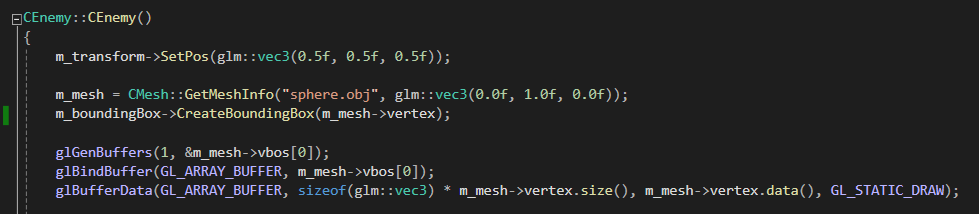 CEnemy::CEnemy()
{
m_transform->SetPos(glm::vec3(0.5f, 0.5f, 0.5f));
m_mesh = CMesh::GetMeshInfo("sphere.obj", glm::vec3(0.0f, 1.0f, 0.0f));
m_boundingBox->CreateBoundingBox(m_mesh->vertex);
glGenBuffers(1, &m_mesh->vbos[0]);
glBindBuffer(GL_ARRAY_BUFFER, m_mesh->vbos[0]);
glBufferData(GL_ARRAY_BUFFER, sizeof(glm::vec3) * m_mesh->vertex.size(), m_mesh->vertex.data(), GL_STATIC_DRAW);